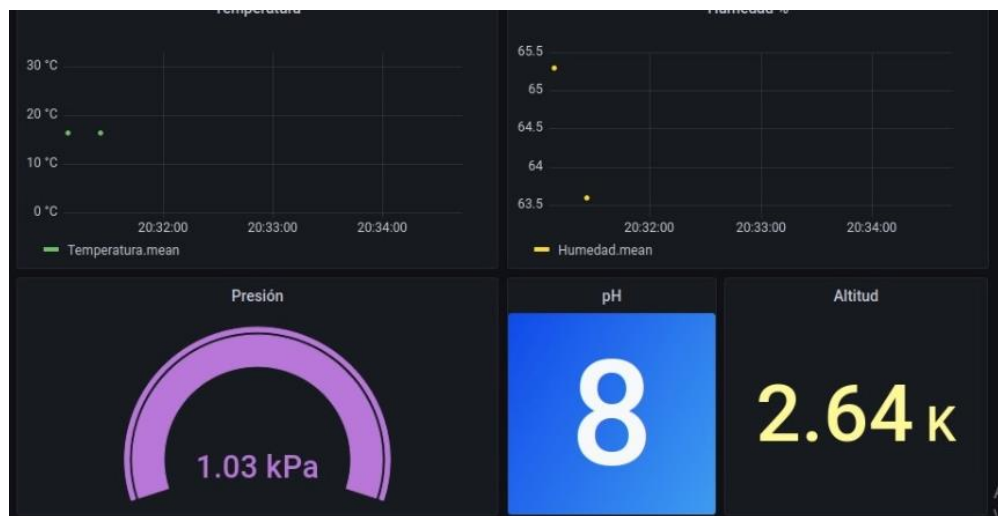 Temperatura
Humedad %
30 °C
20 °C
10 °C
0 °C
20:32:00 20:33:00 20:34:00
Temperatura.mean
65.5
65
64.5
64
63.5
20:32:00 20:33:00 20:34:00
Humedad.mean
Presión
1.03 kPa
pH
8
Altitud
2.64 K